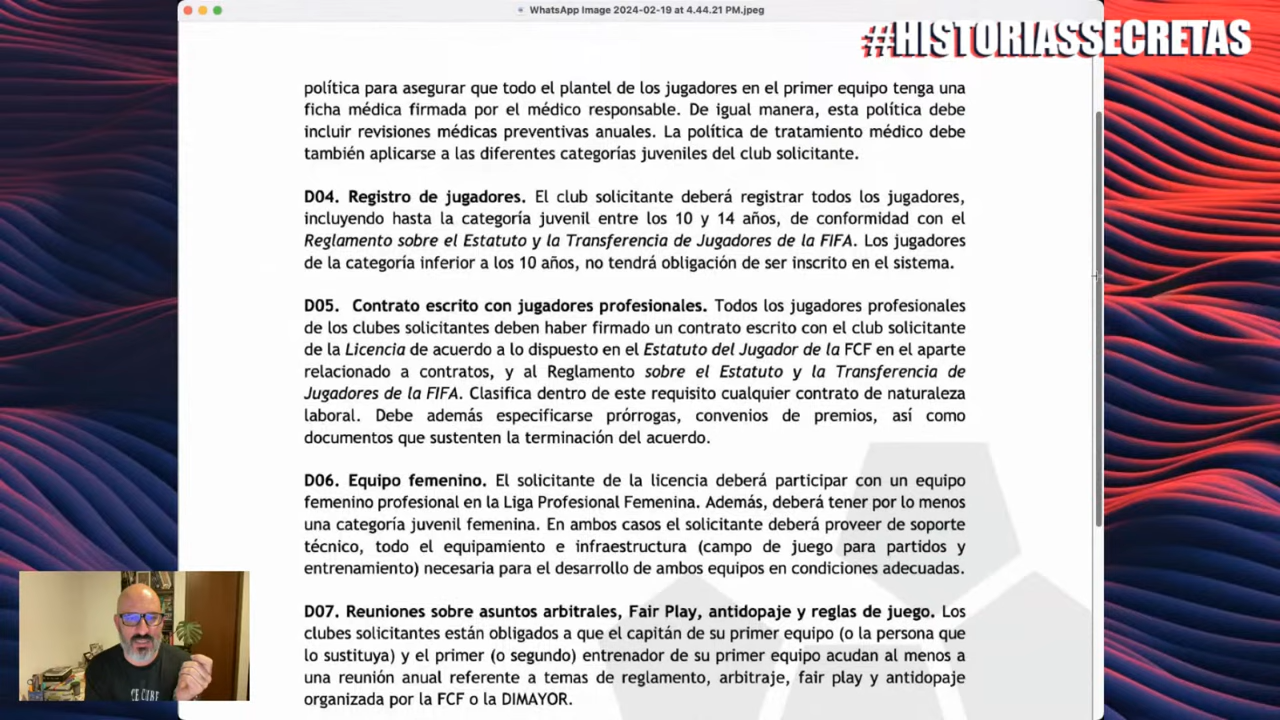 WhatsApp Image 2024-02-19 at 4.44.21 PM.jpeg
#HISTORIASSECRETAS
política para asegurar que todo el plantel de los jugadores en el primer equipo tenga una
ficha médica firmada por el médico responsable. De igual manera, esta política debe
incluir revisiones médicas preventivas anuales. La política de tratamiento médico debe
también aplicarse a las diferentes categorías juveniles del club solicitante.
D04. Registro de jugadores. El club solicitante deberá registrar todos los jugadores,
incluyendo hasta la categoría juvenil entre los 10 y 14 años, de conformidad con el
Reglamento sobre el Estatuto y la Transferencia de Jugadores de la FIFA. Los jugadores
de la categoría inferior a los 10 años, no tendrá obligación de ser inscrito en el sistema.
D05. Contrato escrito con jugadores profesionales. Todos los jugadores profesionales
de los clubes solicitantes deben haber firmado un contrato escrito con el club solicitante
de la Licencia de acuerdo a lo dispuesto en el Estatuto del Jugador de la FCF en el aparte
relacionado a contratos, y al Reglamento sobre el Estatuto y la Transferencia de
Jugadores de la FIFA. Clasifica dentro de este requisito cualquier contrato de naturaleza
laboral. Debe además especificarse prórrogas, convenios de premios, así como
documentos que sustenten la terminación del acuerdo.
D06. Equipo femenino. El solicitante de la licencia deberá participar con un equipo
femenino profesional en la Liga Profesional Femenina. Además, deberá tener por lo menos
una categoría juvenil femenina. En ambos casos el solicitante deberá proveer de soporte
técnico, todo el equipamiento e infraestructura (campo de juego para partidos y
entrenamiento) necesaria para el desarrollo de ambos equipos en condiciones adecuadas.
D07. Reuniones sobre asuntos arbitrales, Fair Play, antidopaje y reglas de juego. Los
clubes solicitantes están obligados a que el capitán de su primer equipo (o la persona que
lo sustituya) y el primer (o segundo) entrenador de su primer equipo acudan al menos a
una reunión anual referente a temas de reglamento, arbitraje, fair play y antidopaje
organizada por la FCF o la DIMAYOR.